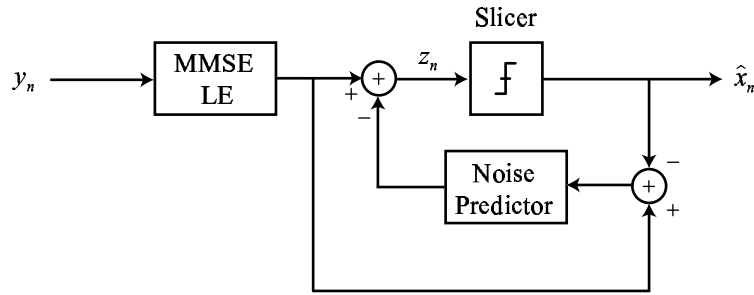 Slicer
y_n
MMSE
LE
+
+
z_n
x̂_n
−
−
Noise
Predictor
+
+